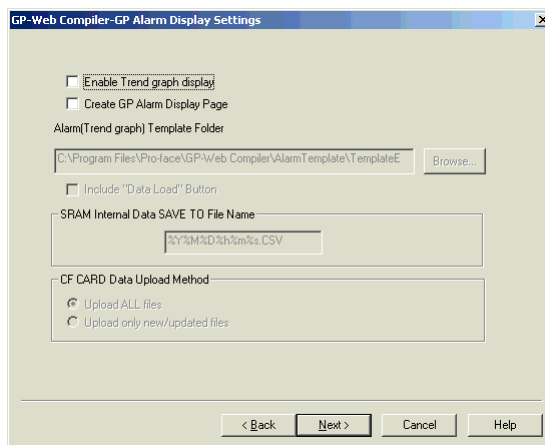 GP-Web Compiler-GP Alarm Display Settings
Enable Trend graph display
Create GP Alarm Display Page
Alarm(Trend graph) Template Folder
C:\Program Files\Pro-face\GP-Web Compiler\AlarmTemplate\TemplateE
Browse...
Include "Data Load" Button
SRAM Internal Data SAVE TO File Name
%Y%M%D%h%m%s.CSV
CF CARD Data Upload Method
Upload ALL files
Upload only new/updated files
< Back Next > Cancel Help